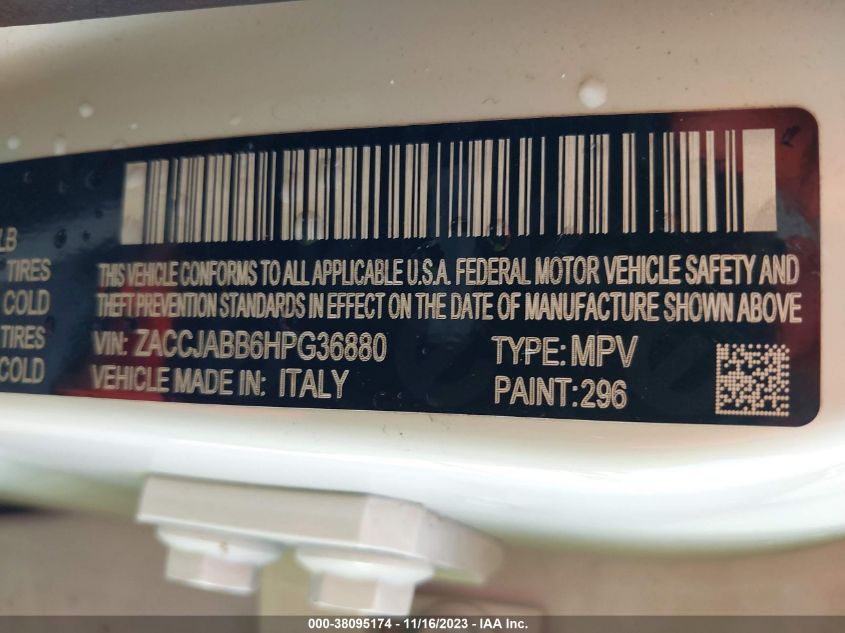 LB
TIRES
COLD
TIRES
COLD
THIS VEHICLE CONFORMS TO ALL APPLICABLE U.S.A. FEDERAL MOTOR VEHICLE SAFETY AND
THEFT PREVENTION STANDARDS IN EFFECT ON THE DATE OF MANUFACTURE SHOWN ABOVE
VIN: ZACCJABB6HPG36880 TYPE: MPV
VEHICLE MADE IN: ITALY PAINT: 296
000-38095174 - 11/16/2023 - IAA Inc.